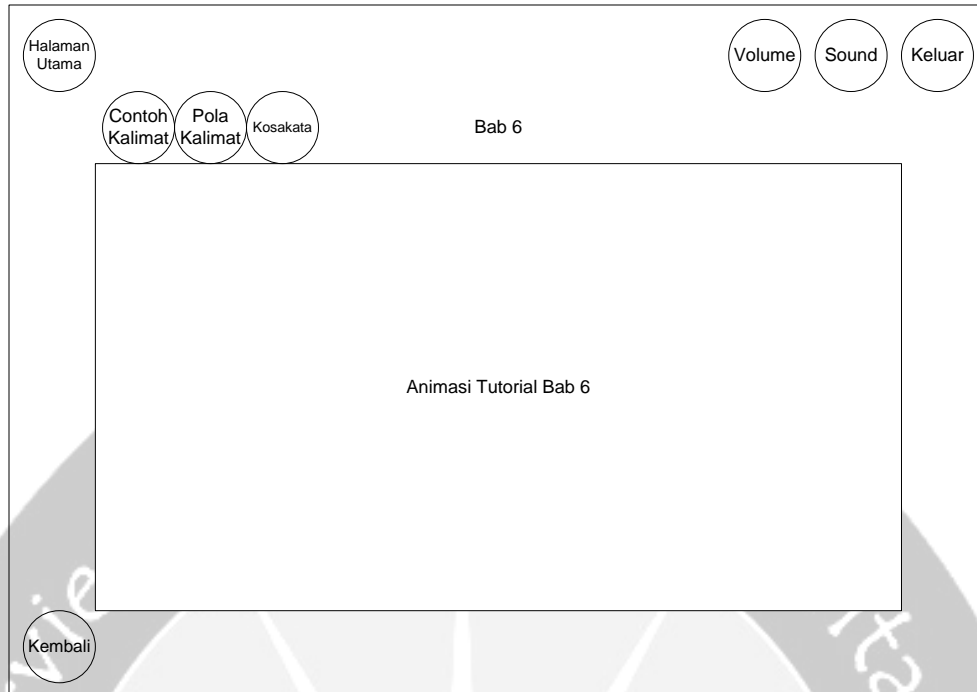 Halaman
Utama
Volume
Sound
Keluar
Contoh
Kalimat
Pola
Kalimat
Kosakata
Bab 6
Animasi Tutorial Bab 6
Kembali